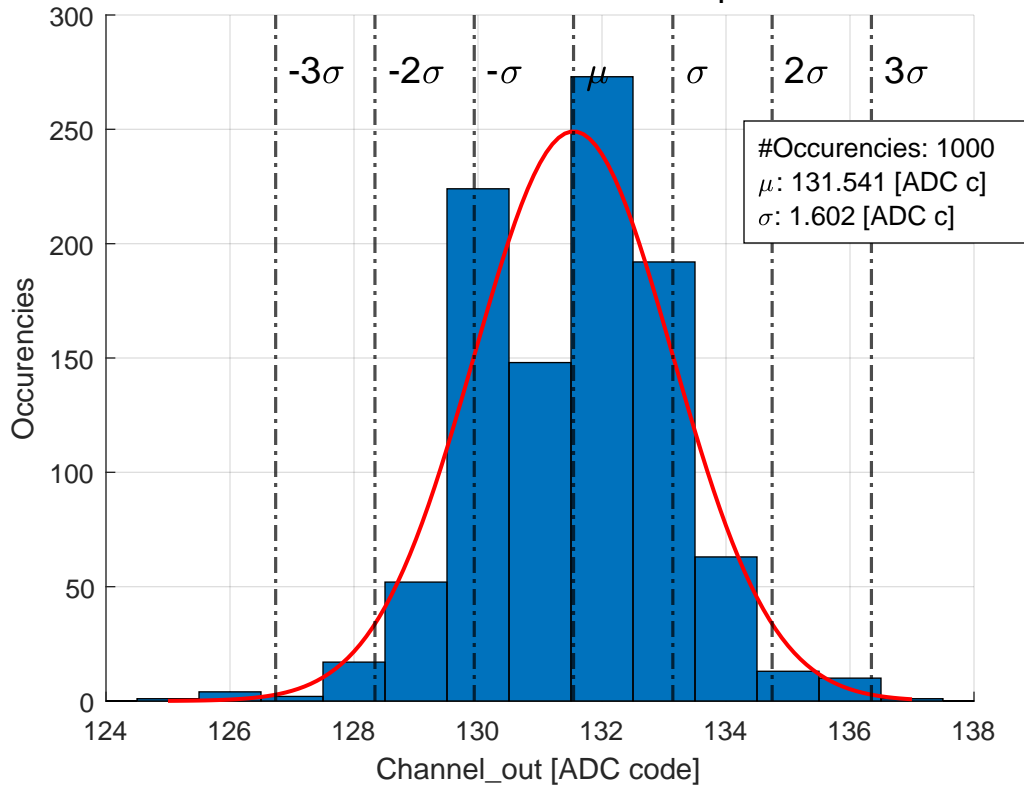 300
250
200
150
100
50
0
Occurencies
-3σ -2σ -σ μ σ 2σ 3σ
#Occurencies: 1000
μ: 131.541 [ADC c]
σ: 1.602 [ADC c]
124 126 128 130 132 134 136 138
Channel_out [ADC code]